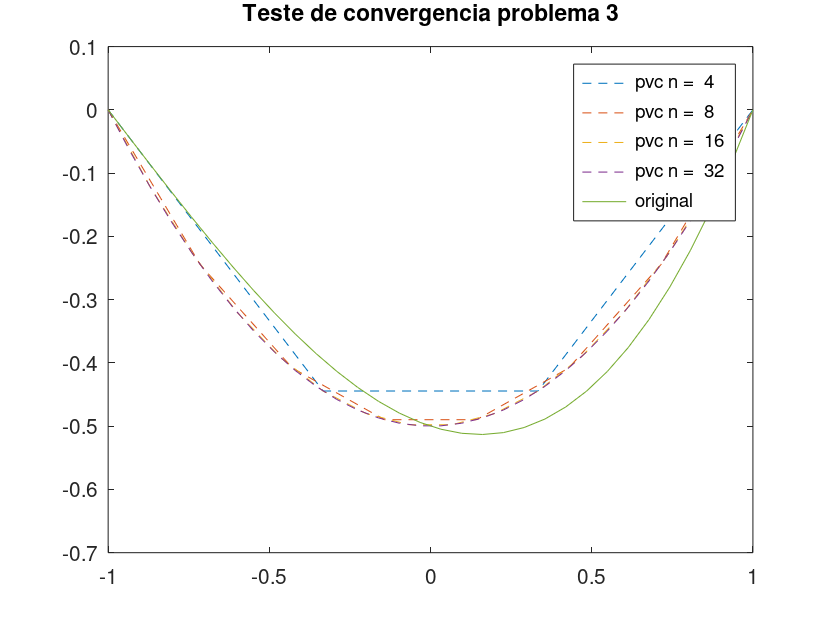 Teste de convergencia problema 3
0.1
0
-0.1
-0.2
-0.3
-0.4
-0.5
-0.6
-0.7
-1
-0.5
0
0.5
1
pvc n = 4
pvc n = 8
pvc n = 16
pvc n = 32
original